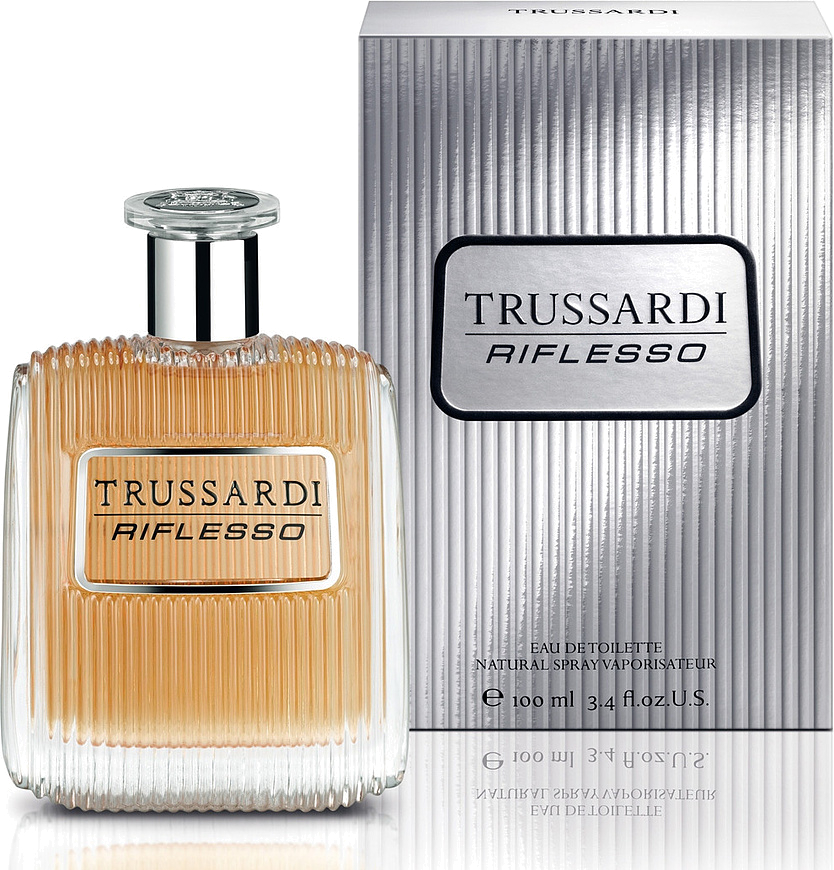 TRUSSARDI
TRUSSARDI
RIFLESSO
EAU DE TOILETTE
NATURAL SPRAY VAPORISATEUR
℮ 100 ml 3.4 fl.oz.U.S.
TRUSSARDI
RIFLESSO